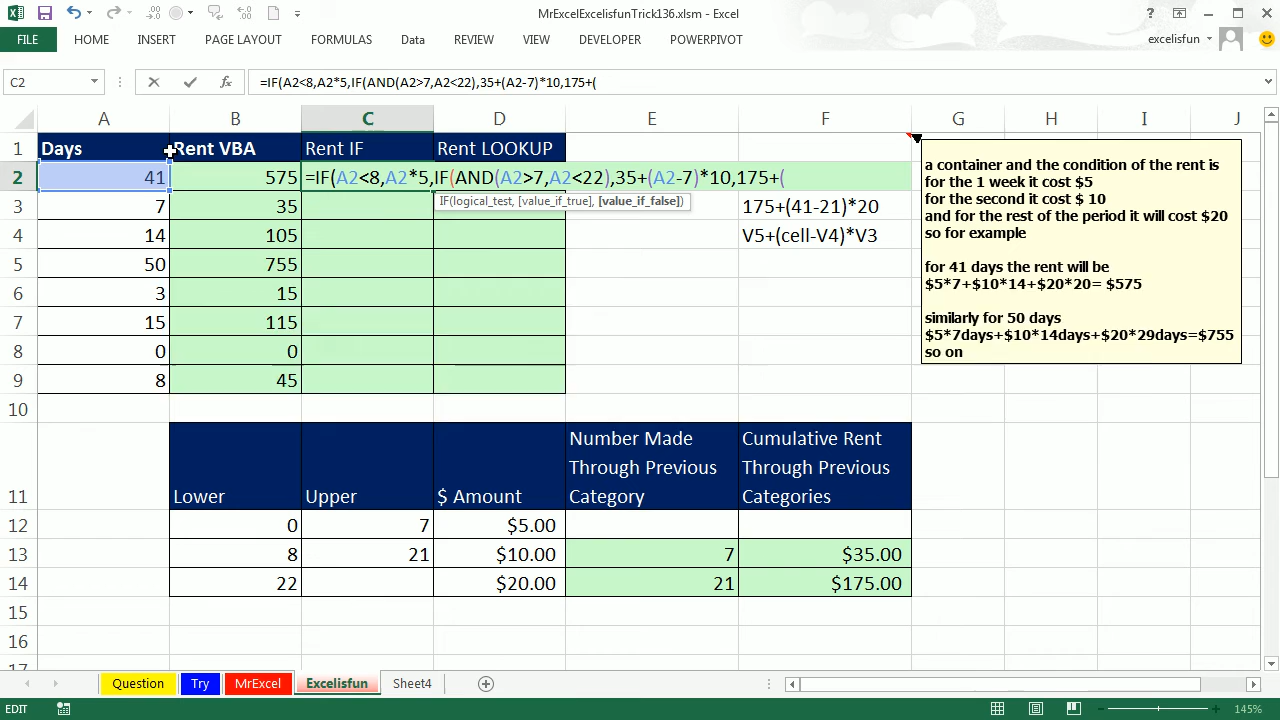 MrExcelExcelisfunTrick136.xlsm - Excel
FILE HOME INSERT PAGE LAYOUT FORMULAS Data REVIEW VIEW DEVELOPER POWERPIVOT excelisfun
C2 fx =IF(A2<8,A2*5,IF(AND(A2>7,A2<22),35+(A2-7)*10,175+(
A B C D E F G H I J
1 Days Rent VBA Rent IF Rent LOOKUP
2 41 575 =IF(A2<8,A2*5,IF(AND(A2>7,A2<22),35+(A2-7)*10,175+(
IF(logical_test, [value_if_true], [value_if_false])
3 7 35 175+(41-21)*20
4 14 105 V5+(cell-V4)*V3
5 50 755
6 3 15
7 15 115
8 0 0
9 8 45
a container and the condition of the rent is
for the 1 week it cost $5
for the second it cost $ 10
and for the rest of the period it will cost $20
so for example
for 41 days the rent will be
$5*7+$10*14+$20*20= $575
similarly for 50 days
$5*7days+$10*14days+$20*29days=$755
so on
10
Number Made Cumulative Rent
Through Previous Through Previous
11 Lower Upper $ Amount Category Categories
12 0 7 $5.00
13 8 21 $10.00 7 $35.00
14 22 $20.00 21 $175.00
15
16
17
Question Try MrExcel Excelisfun Sheet4
EDIT 145%